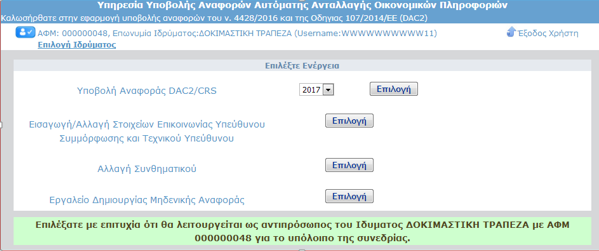 Υπηρεσία Υποβολής Αναφορών Αυτόματης Ανταλλαγής Οικονομικών Πληροφοριών
Καλωσήρθατε στην εφαρμογή υποβολής αναφορών του ν. 4428/2016 και της Οδηγιας 107/2014/ΕΕ (DAC2)
ΑΦΜ: 000000048, Επωνυμία Ιδρύματος:ΔΟΚΙΜΑΣΤΙΚΗ ΤΡΑΠΕΖΑ (Username:WWWWWWWWWW11) Έξοδος Χρήστη
Επιλογή Ιδρύματος
Επιλέξτε Ενέργεια
Υποβολή Αναφοράς DAC2/CRS 2017 Επιλογή
Εισαγωγή/Αλλαγή Στοιχείων Επικοινωνίας Υπεύθυνου Επιλογή
Συμμόρφωσης και Τεχνικού Υπεύθυνου
Αλλαγή Συνθηματικού Επιλογή
Εργαλείο Δημιουργίας Μηδενικής Αναφοράς Επιλογή
Επιλέξατε με επιτυχία ότι θα λειτουργείται ως αντιπρόσωπος του Ιδυματος ΔΟΚΙΜΑΣΤΙΚΗ ΤΡΑΠΕΖΑ με ΑΦΜ
000000048 για το υπόλοιπο της συνεδρίας.